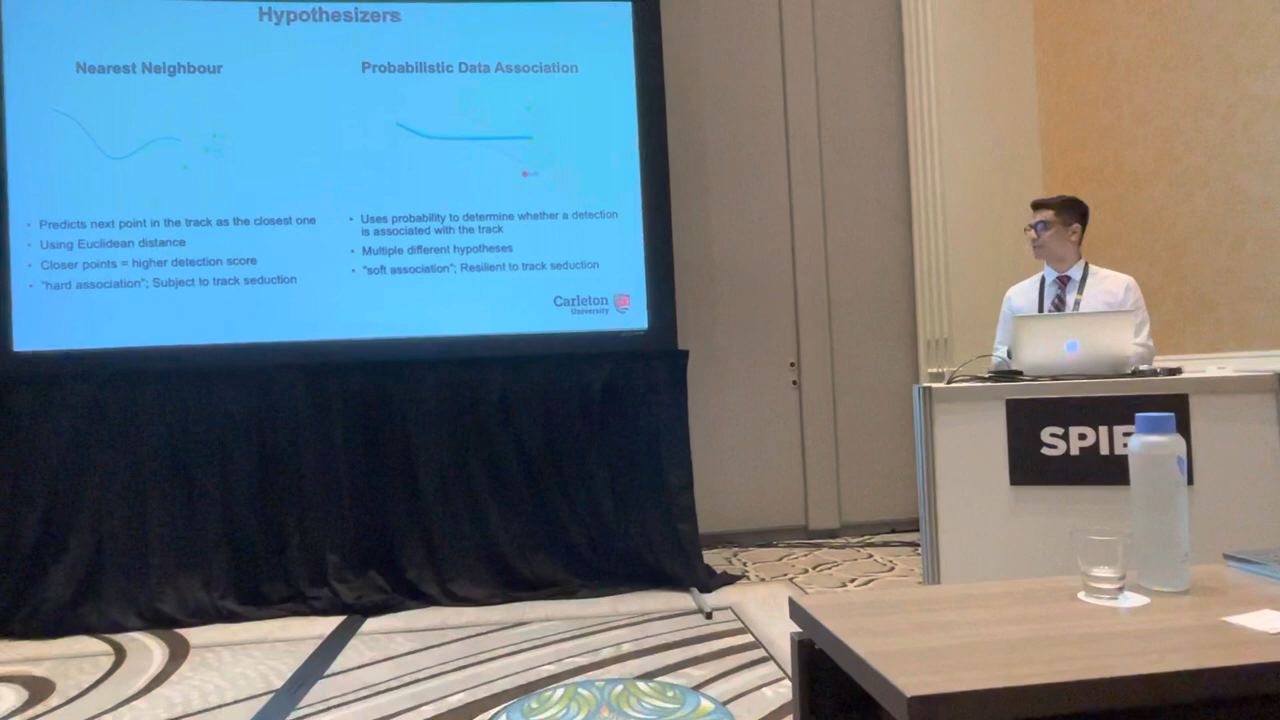 Hypothesizers
Nearest Neighbour
Predicts next point in the track as the closest one
Using Euclidean distance
Closer points = higher detection score
"hard association"; Subject to track seduction
Probabilistic Data Association
Uses probability to determine whether a detection
is associated with the track
Multiple different hypotheses
"soft association"; Resilient to track seduction
Carleton
University
SPIE